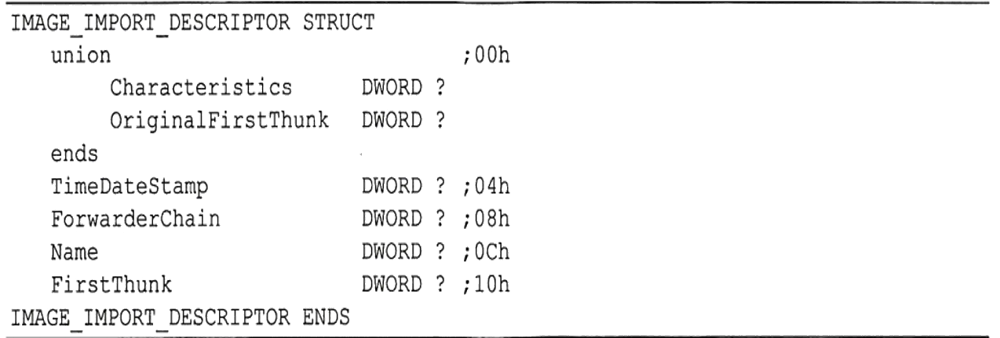 IMAGE_IMPORT_DESCRIPTOR STRUCT
union ;00h
Characteristics DWORD ?
OriginalFirstThunk DWORD ?
ends
TimeDateStamp DWORD ? ;04h
ForwarderChain DWORD ? ;08h
Name DWORD ? ;0Ch
FirstThunk DWORD ? ;10h
IMAGE_IMPORT_DESCRIPTOR ENDS